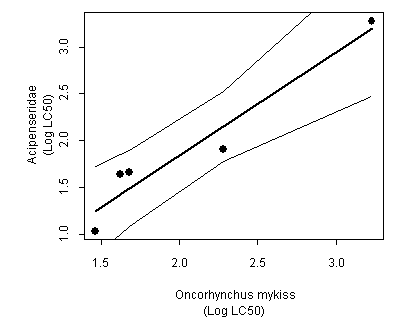 3.0
2.5
2.0
1.5
1.0
Acipenseridae
(Log LC50)
1.5 2.0 2.5 3.0
Oncorhynchus mykiss
(Log LC50)